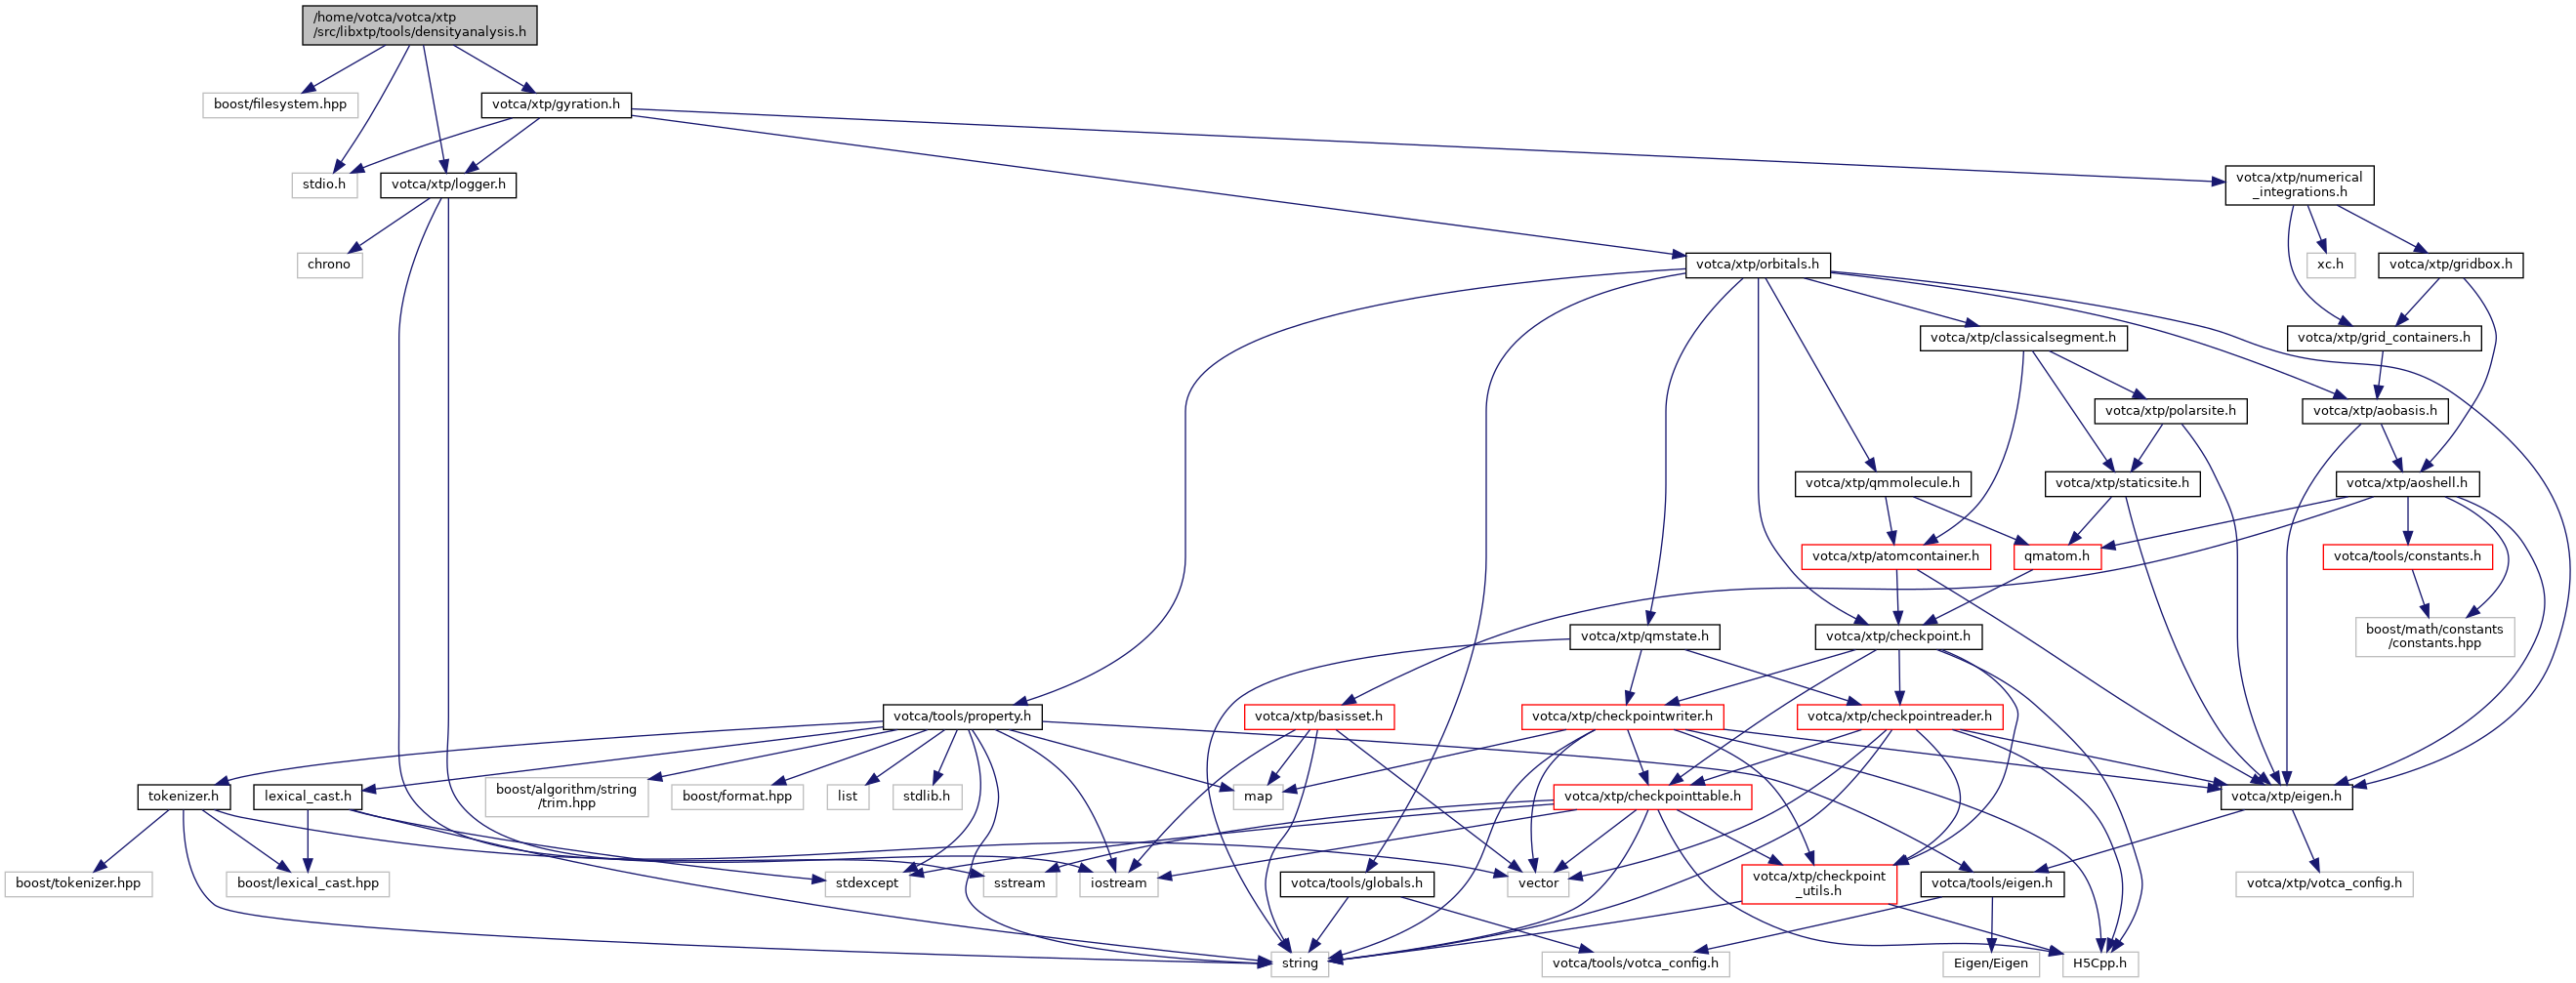 /home/votca/votca/xtp
/src/libxtp/tools/densityanalysis.h
boost/filesystem.hpp
votca/xtp/gyration.h
stdio.h
votca/xtp/logger.h
votca/xtp/numerical
_integrations.h
chrono
votca/xtp/orbitals.h
xc.h
votca/xtp/gridbox.h
votca/xtp/classicalsegment.h
votca/xtp/grid_containers.h
votca/xtp/polarsite.h
votca/xtp/aobasis.h
votca/xtp/qmmolecule.h
votca/xtp/staticsite.h
votca/xtp/aoshell.h
votca/xtp/atomcontainer.h
qmatom.h
votca/tools/constants.h
votca/xtp/qmstate.h
votca/xtp/checkpoint.h
boost/math/constants
/constants.hpp
votca/tools/property.h
votca/xtp/basisset.h
votca/xtp/checkpointwriter.h
votca/xtp/checkpointreader.h
tokenizer.h
lexical_cast.h
boost/algorithm/string
/trim.hpp
boost/format.hpp
list
stdlib.h
map
votca/xtp/checkpointtable.h
votca/xtp/eigen.h
boost/tokenizer.hpp
boost/lexical_cast.hpp
stdexcept
sstream
iostream
votca/tools/globals.h
vector
votca/xtp/checkpoint
_utils.h
votca/tools/eigen.h
votca/xtp/votca_config.h
string
votca/tools/votca_config.h
Eigen/Eigen
H5Cpp.h